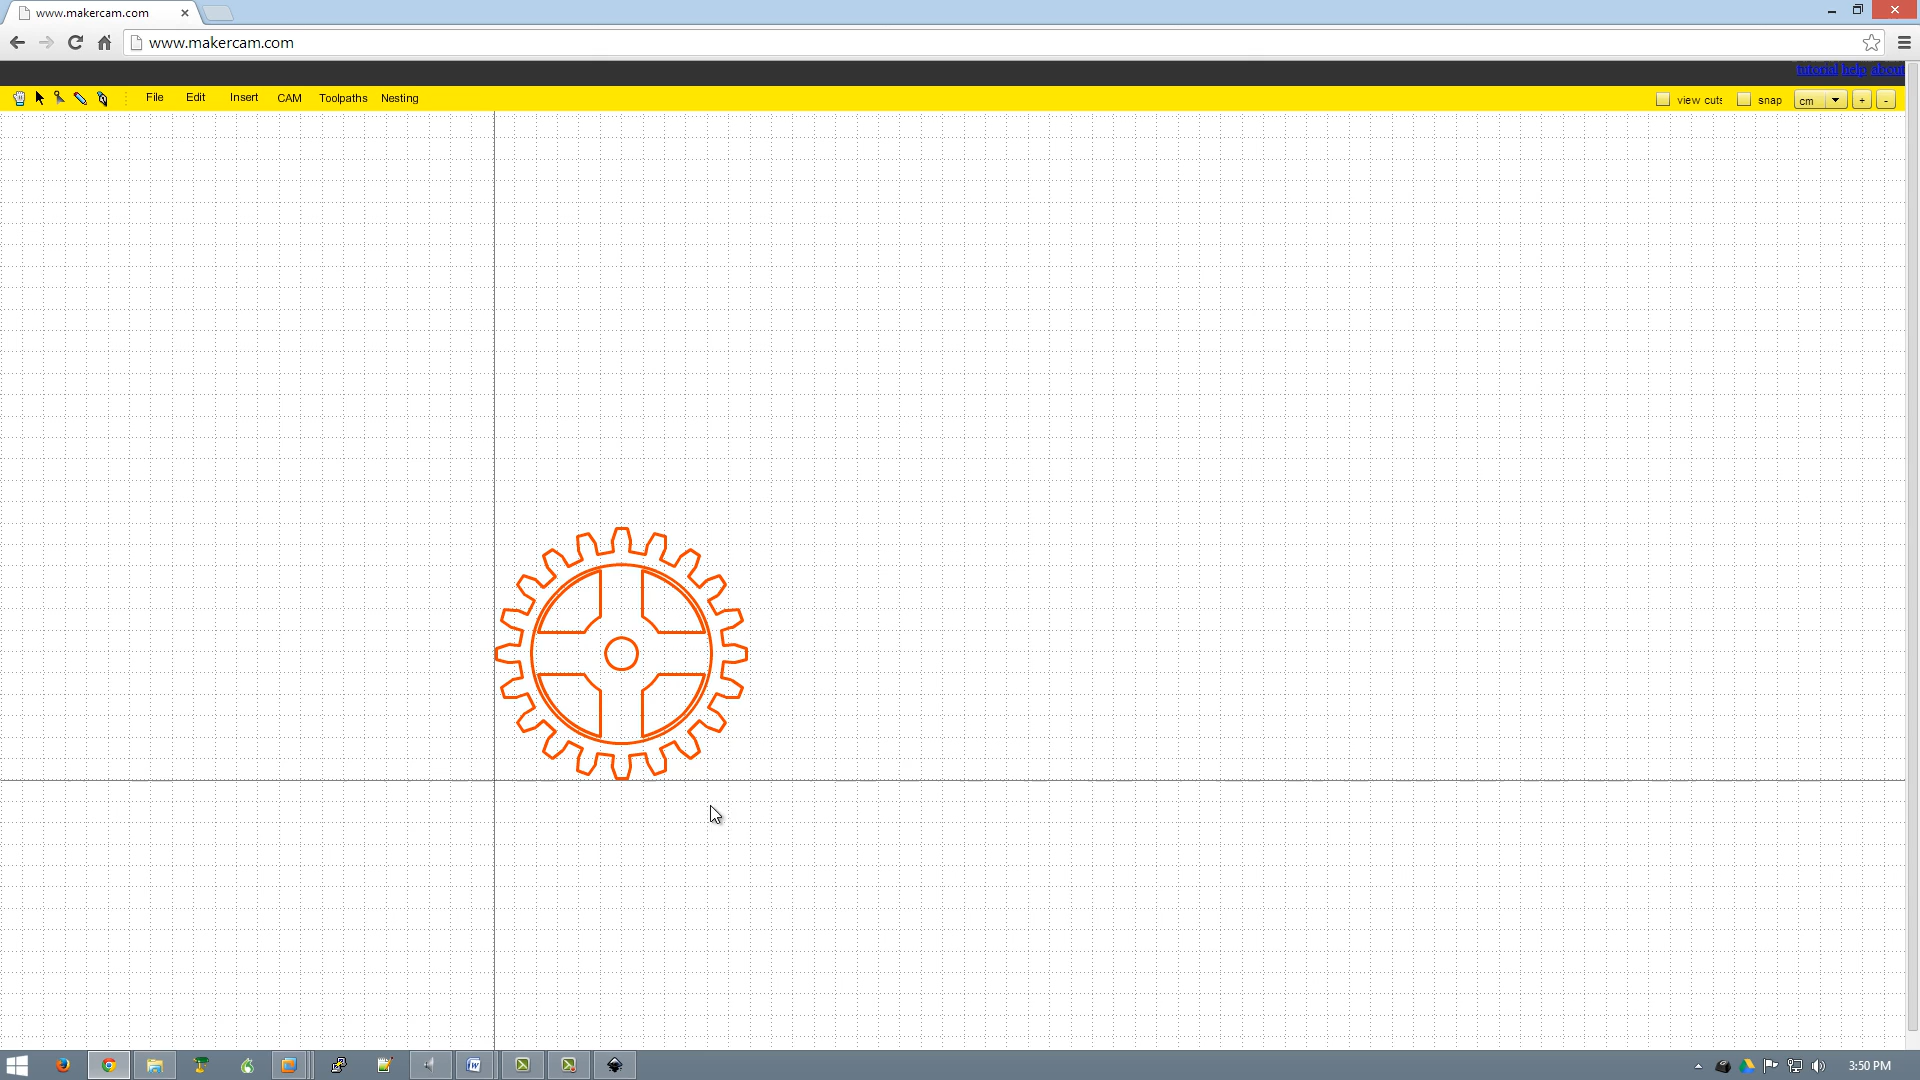 www.makercam.com
www.makercam.com
tutorial help about
File Edit Insert CAM Toolpaths Nesting view cuts snap cm + -
3:50 PM